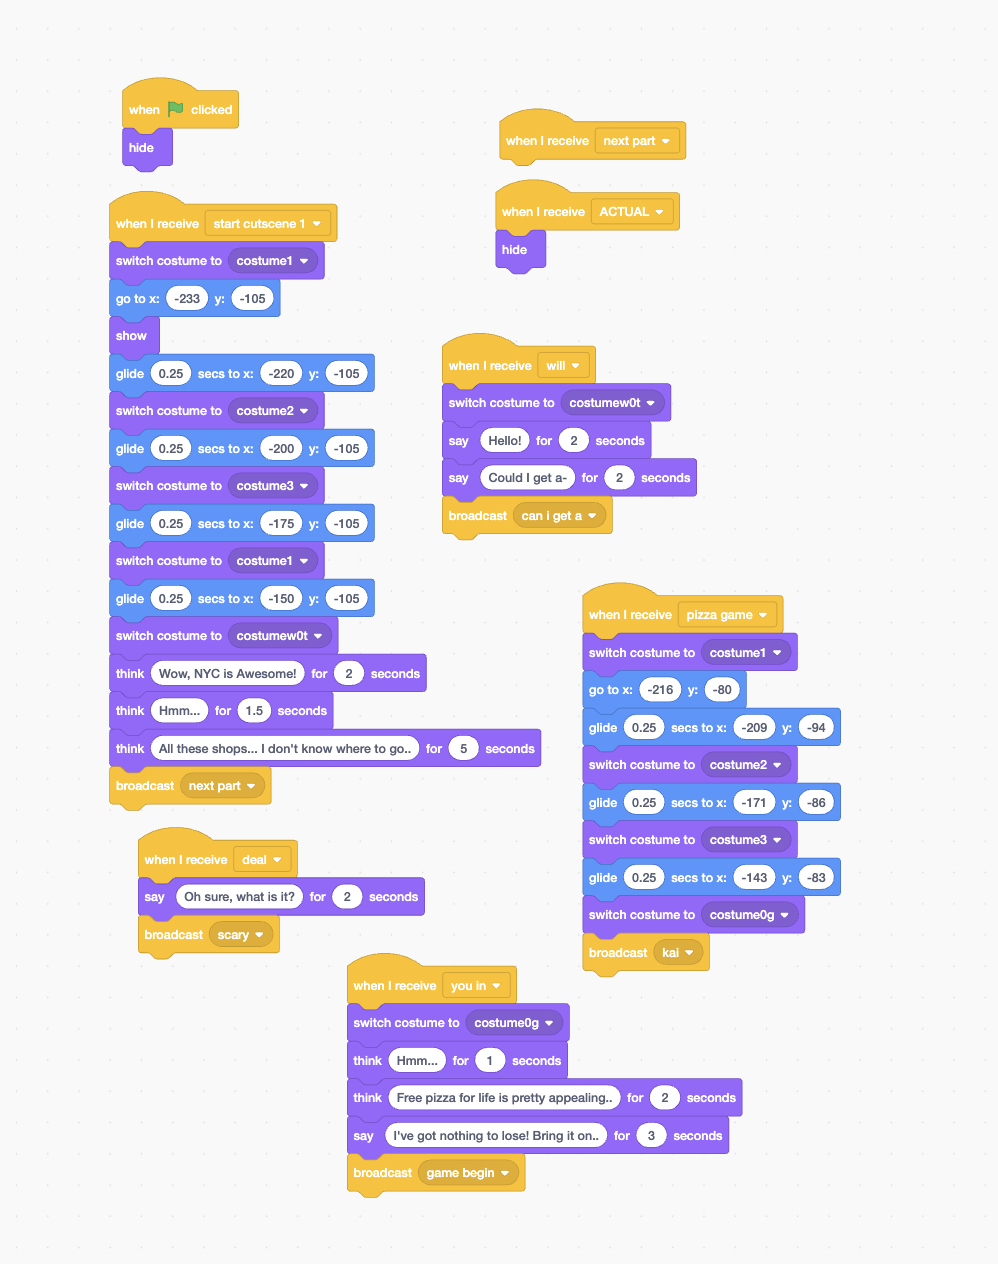 when clicked
hide
when I receive start cutscene 1
switch costume to costume1
go to x: -233 y: -105
show
glide 0.25 secs to x: -220 y: -105
switch costume to costume2
glide 0.25 secs to x: -200 y: -105
switch costume to costume3
glide 0.25 secs to x: -175 y: -105
switch costume to costume1
glide 0.25 secs to x: -150 y: -105
switch costume to costumew0t
think Wow, NYC is Awesome! for 2 seconds
think Hmm... for 1.5 seconds
think All these shops... I don't know where to go.. for 5 seconds
broadcast next part
when I receive deal
say Oh sure, what is it? for 2 seconds
broadcast scary
when I receive next part
when I receive ACTUAL
hide
when I receive will
switch costume to costumew0t
say Hello! for 2 seconds
say Could I get a- for 2 seconds
broadcast can i get a
when I receive pizza game
switch costume to costume1
go to x: -216 y: -80
glide 0.25 secs to x: -209 y: -94
switch costume to costume2
glide 0.25 secs to x: -171 y: -86
switch costume to costume3
glide 0.25 secs to x: -143 y: -83
switch costume to costume0g
broadcast kai
when I receive you in
switch costume to costume0g
think Hmm... for 1 seconds
think Free pizza for life is pretty appealing.. for 2 seconds
say I've got nothing to lose! Bring it on.. for 3 seconds
broadcast game begin